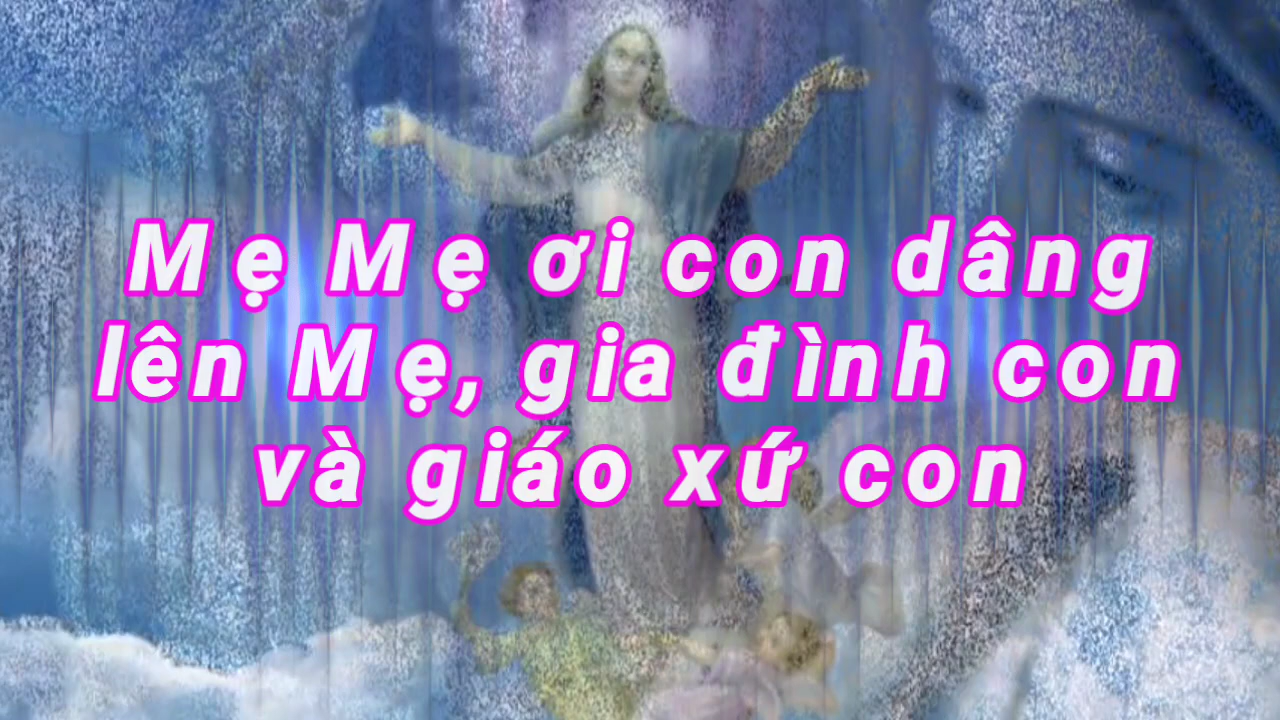 Mẹ Mẹ ơi con dâng
lên Mẹ, gia đình con
và giáo xứ con